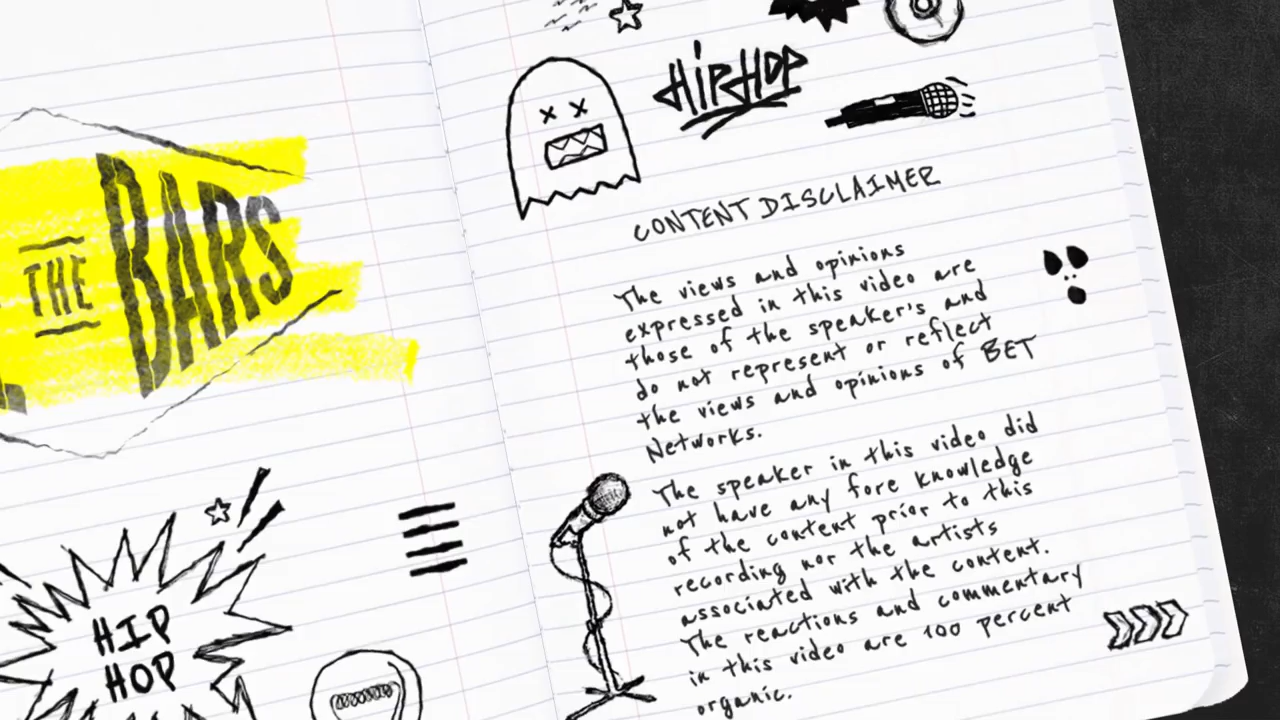 THE
BARS
HIP HOP
CONTENT DISCLAIMER
The views and opinions
expressed in this video are
those of the speaker's and
do not represent or reflect
the views and opinions of BET
Networks.
The speaker in this video did
not have any fore knowledge
of the content prior to this
recording nor the artists
associated with the content.
The reactions and commentary
in this video are 100 percent
organic.
HIP
HOP